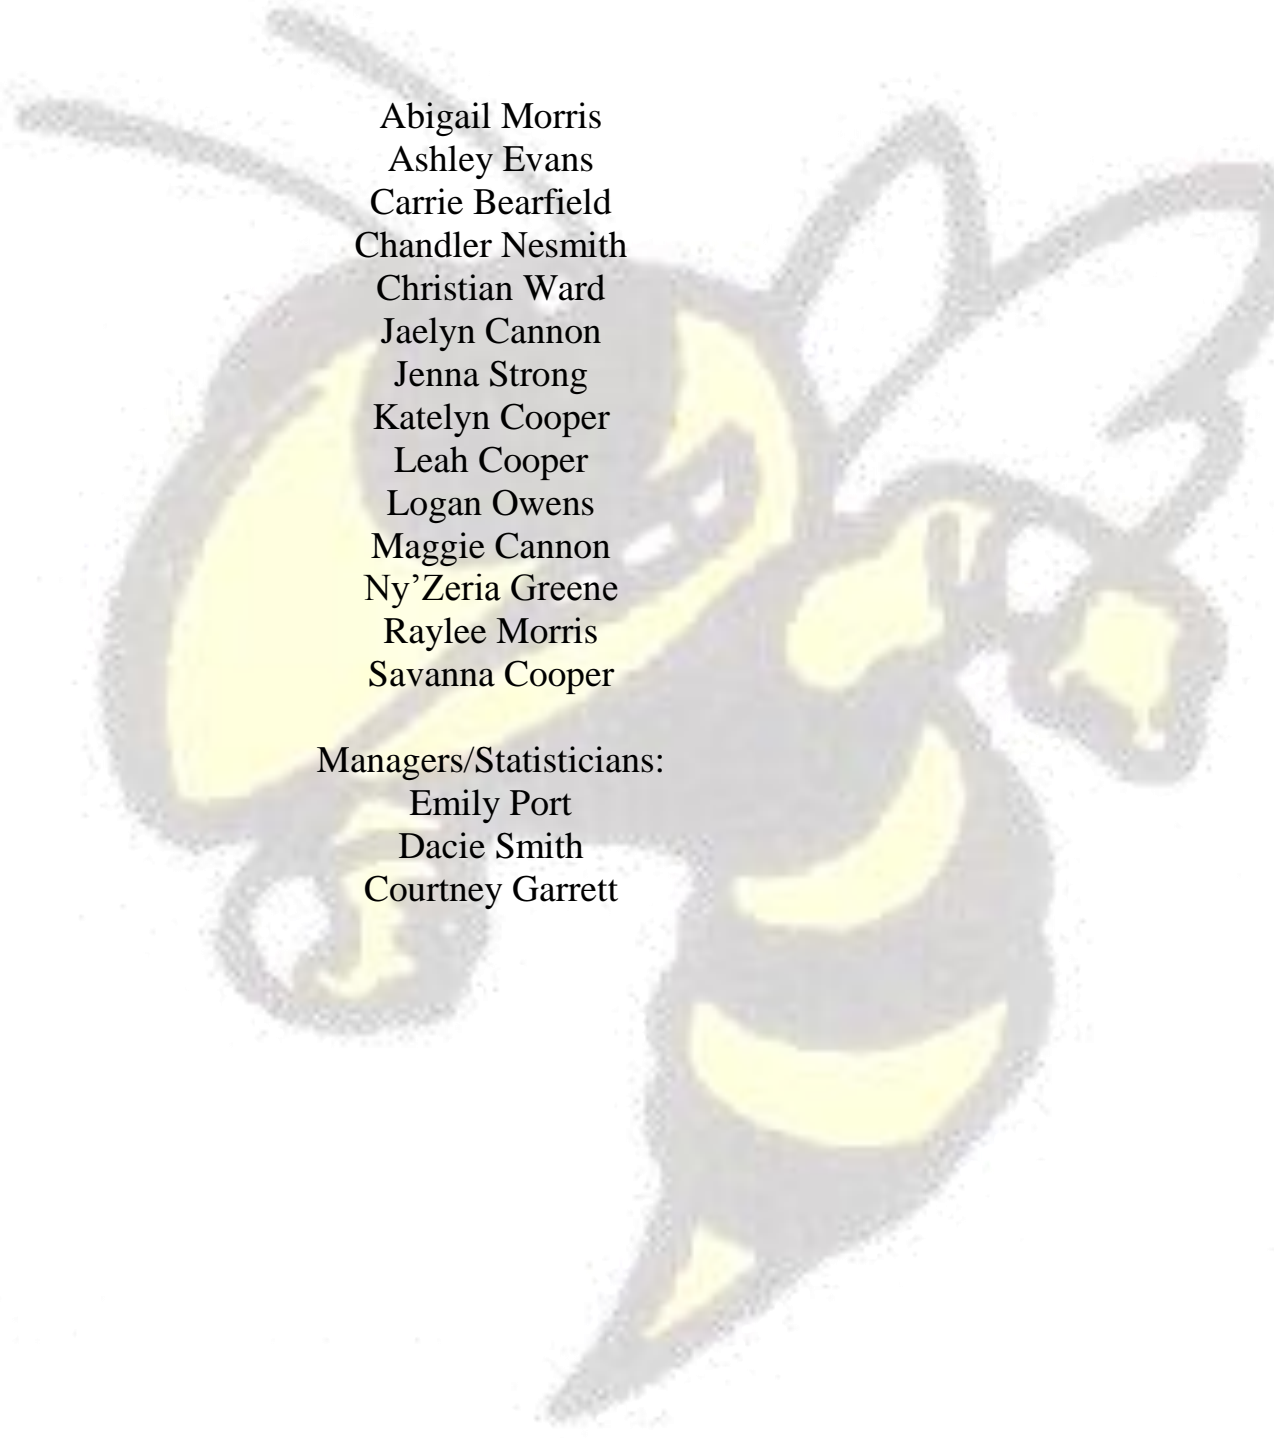 Abigail Morris
Ashley Evans
Carrie Bearfield
Chandler Nesmith
Christian Ward
Jaelyn Cannon
Jenna Strong
Katelyn Cooper
Leah Cooper
Logan Owens
Maggie Cannon
Ny’Zeria Greene
Raylee Morris
Savanna Cooper
Managers/Statisticians:
Emily Port
Dacie Smith
Courtney Garrett